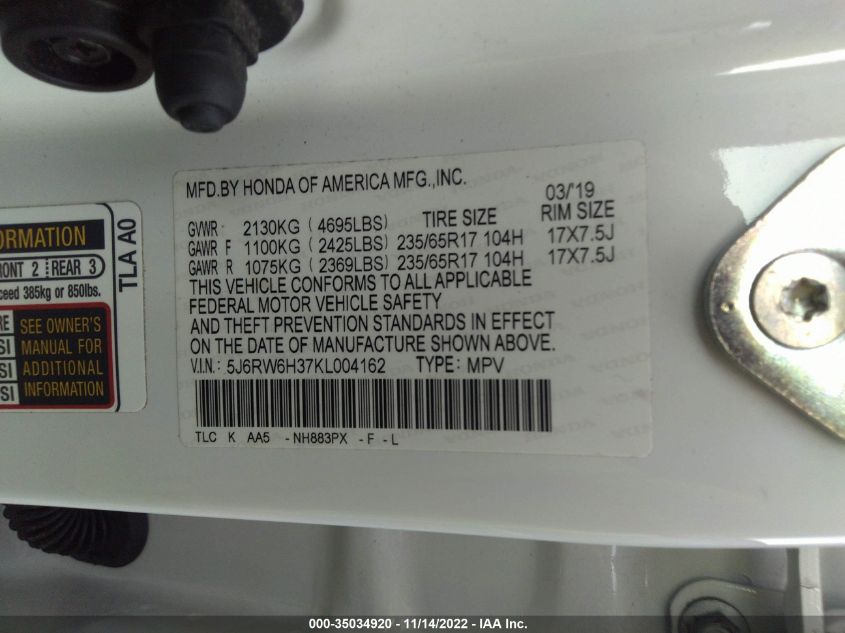 MFD.BY HONDA OF AMERICA MFG.,INC. 03/'19
GVWR 2130KG ( 4695LBS) TIRE SIZE RIM SIZE
GAWR F 1100KG ( 2425LBS) 235/65R17 104H 17X7.5J
GAWR R 1075KG ( 2369LBS) 235/65R17 104H 17X7.5J
THIS VEHICLE CONFORMS TO ALL APPLICABLE
FEDERAL MOTOR VEHICLE SAFETY
AND THEFT PREVENTION STANDARDS IN EFFECT
ON THE DATE OF MANUFACTURE SHOWN ABOVE.
V.I.N.: 5J6RW6H37KL004162 TYPE: MPV
TLC K AA5 -NH883PX -F -L
FRONT 2 REAR 3
385kg or 850lbs.
SEE OWNER'S
MANUAL FOR
ADDITIONAL
INFORMATION
TLA A0
000-35034920 - 11/14/2022 - IAA Inc.